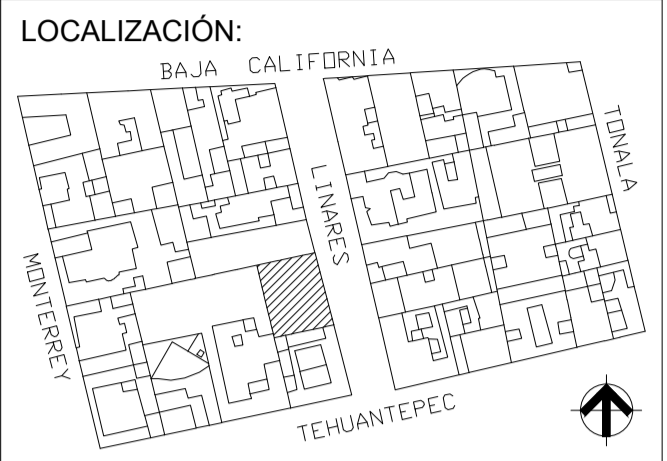 LOCALIZACIÓN:
BAJA CALIFORNIA
TONALA
LINARES
MONTERREY
TEHUANTEPEC